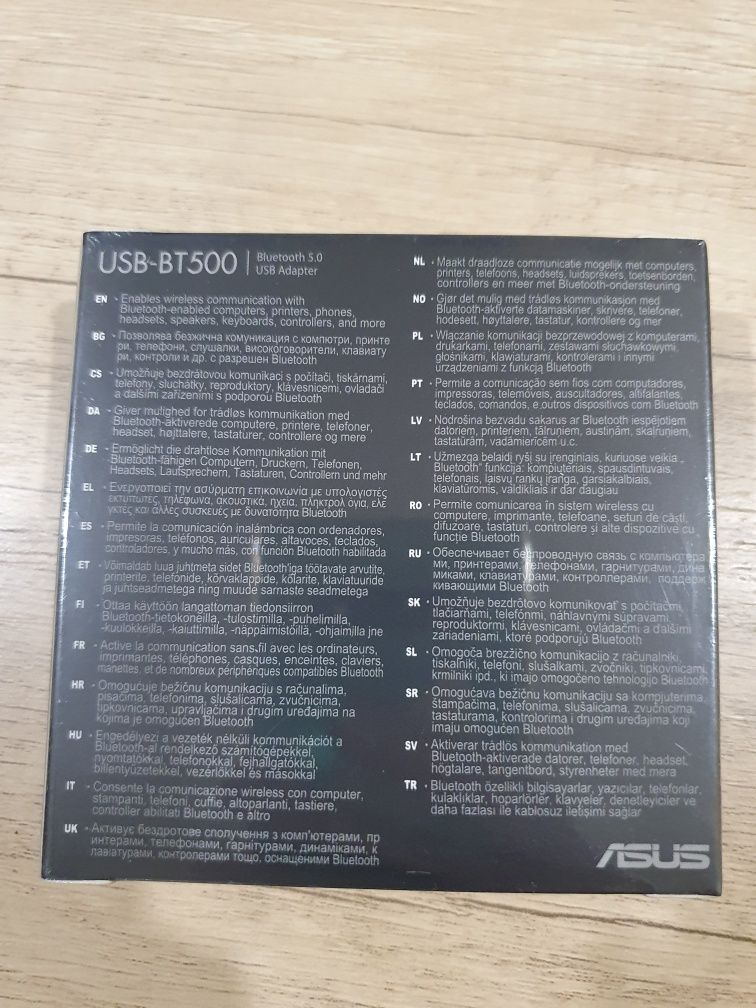 USB-BT500
Bluetooth 5.0
USB Adapter
EN - Enables wireless communication with
Bluetooth-enabled computers, printers, phones,
headsets, speakers, keyboards, controllers, and more
BG - Позволява безжична комуникация с компютри, принте
ри, телефони, слушалки, високоговорители, клавиату
ри, контроли и др. с разрешен Bluetooth
CS - Umožňuje bezdrátovou komunikaci s počítači, tiskárnami,
telefony, sluchátky, reproduktory, klávesnicemi, ovladači
a dalšími zařízeními s podporou Bluetooth
DA - Giver mulighed for trådløs kommunikation med
Bluetooth-aktiverede computere, printere, telefoner,
headset, højttalere, tastaturer, controllere og mere
DE - Ermöglicht die drahtlose Kommunikation mit
Bluetooth-fähigen Computern, Druckern, Telefonen,
Headsets, Lautsprechern, Tastaturen, Controllern und mehr
EL - Ενεργοποιεί την ασύρματη επικοινωνία με υπολογιστές
εκτυπωτές, τηλέφωνα, ακουστικά, ηχεία, πληκτρολ όγια, ελέ
γκτες και άλλες συσκευές με δυνατότητα Bluetooth
ES - Permite la comunicación inalámbrica con ordenadores,
impresoras, teléfonos, auriculares, altavoces, teclados,
controladores, y mucho más, con función Bluetooth habilitada
ET - Võimaldab luua juhtmeta sidet Bluetooth'iga töötavate arvutite,
printerite, telefonide, kõrvaklappide, kõlarite, klaviatuuride
ja juhtseadmetega ning muude sarnaste seadmetega
FI - Ottaa käyttöön langattoman tiedonsiirron
Bluetooth-tietokoneilla, -tulostimilla, -puhelimilla,
-kuulokkeilla, -kaiuttimilla, -näppäimistöillä, -ohjaimilla jne
FR - Active la communication sans fil avec les ordinateurs,
imprimantes, téléphones, casques, enceintes, claviers,
manettes, et de nombreux périphériques compatibles Bluetooth
HR - Omogućuje bežičnu komunikaciju s računalima,
pisačima, telefonima, slušalicama, zvučnicima,
tipkovnicama, upravljačima i drugim uređajima na
kojima je omogućen Bluetooth
HU - Engedélyezi a vezeték nélküli kommunikációt a
Bluetooth-al rendelkező számítógépekkel,
nyomtatókkal, telefonokkal, fejhallgatókkal,
billentyűzetekkel, vezérlőkkel és másokkal
IT - Consente la comunicazione wireless con computer,
stampanti, telefoni, cuffie, altoparlanti, tastiere,
controller abilitati Bluetooth e altro
UK - Активує бездротове сполучення з комп'ютерами, пр
интерами, телефонами, гарнітурами, динаміками, к
лавіатурами, контролерами тощо, оснащеними Bluetooth
NL - Maakt draadloze communicatie mogelijk met computers,
printers, telefoons, headsets, luidsprekers, toetsenborden,
controllers en meer met Bluetooth-ondersteuning
NO - Gjør det mulig med trådløs kommunikasjon med
Bluetooth-aktiverte datamaskiner, skrivere, telefoner,
hodesett, høyttalere, tastatur, controllere og mer
PL - Włączanie komunikacji bezprzewodowej z komputerami,
drukarkami, telefonami, zestawami słuchawkowymi,
głośnikami, klawiaturami, kontrolerami i innymi
urządzeniami z funkcją Bluetooth
PT - Permite a comunicação sem fios com computadores,
impressoras, telemóveis, auscultadores, altifalantes,
teclados, comandos, e outros dispositivos com Bluetooth
LV - Nodrošina bezvadu sakarus ar Bluetooth iespējotiem
datoriem, printeriem, tālruņiem, austiņām, skaļruņiem,
tastatūrām, vadāmiericēm u.c.
LT - Užmezga belaidį ryšį su įrenginiais, kuriuose veikia „
Bluetooth“ funkcija: kompiuteriais, spausdintuvais,
telefonais, laisvų rankų įranga, garsiakalbiais,
klaviatūromis, valdikliais ir dar daugiau
RO - Permite comunicarea în sistem wireless cu
computere, imprimante, telefoane, seturi de căști,
difuzoare, tastaturi, controlere și alte dispozitive cu
funcție Bluetooth
RU - Обеспечивает беспроводную связь с компьютера
ми, принтерами, телефонами, гарнитурами, дина
миками, клавиатурами, контроллерами, поддерж
кивающими Bluetooth
SK - Umožňuje bezdrôtovo komunikovať s počítačmi,
tlačiarňami, telefónmi, náhlavnými súpravami,
reproduktormi, klávesnicami, ovládačmi a ďalšími
zariadeniami, ktoré podporujú Bluetooth
SL - Omogoča brezžično komunikacijo z računalniki,
tiskalniki, telefoni, slušalkami, zvočniki, tipkovnicami,
krmilniki ipd., ki imajo omogočeno tehnologijo Bluetooth
SR - Omogućava bežičnu komunikaciju sa kompjuterima,
štampačima, telefonima, slušalicama, zvučnicima,
tastaturama, kontrolorima i drugim uređajima koji
imaju omogućen Bluetooth
SV - Aktiverar trådlös kommunikation med
Bluetooth-aktiverade datorer, telefoner, headset,
högtalare, tangentbord, styrenheter med mera
TR - Bluetooth özellikli bilgisayarlar, yazıcılar, telefonlar,
kulaklıklar, hoparlörler, klavyeler, denetleyiciler ve
daha fazlası ile kablosuz iletişimi sağlar
ASUS